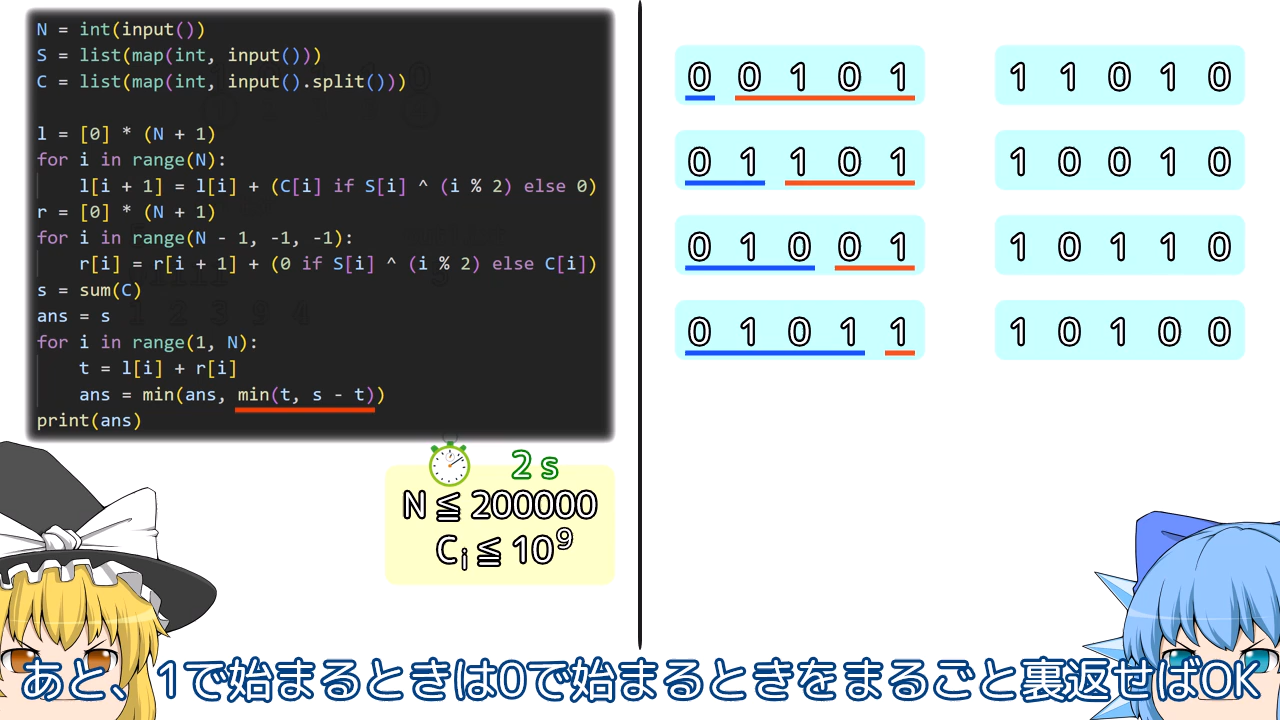 N = int(input())
S = list(map(int, input()))
C = list(map(int, input().split()))
l = [0] * (N + 1)
for i in range(N):
    l[i + 1] = l[i] + (C[i] if S[i] ^ (i % 2) else 0)
r = [0] * (N + 1)
for i in range(N - 1, -1, -1):
    r[i] = r[i + 1] + (0 if S[i] ^ (i % 2) else C[i])
s = sum(C)
ans = s
for i in range(1, N):
    t = l[i] + r[i]
    ans = min(ans, min(t, s - t))
print(ans)
2 s
N ≦ 200000
Cᵢ ≦ 10⁹
0 0 1 0 1
1 1 0 1 0
0 1 1 0 1
1 0 0 1 0
0 1 0 0 1
1 0 1 1 0
0 1 0 1 1
1 0 1 0 0
あと、1で始まるときは0で始まるときをまるごと裏返せばOK